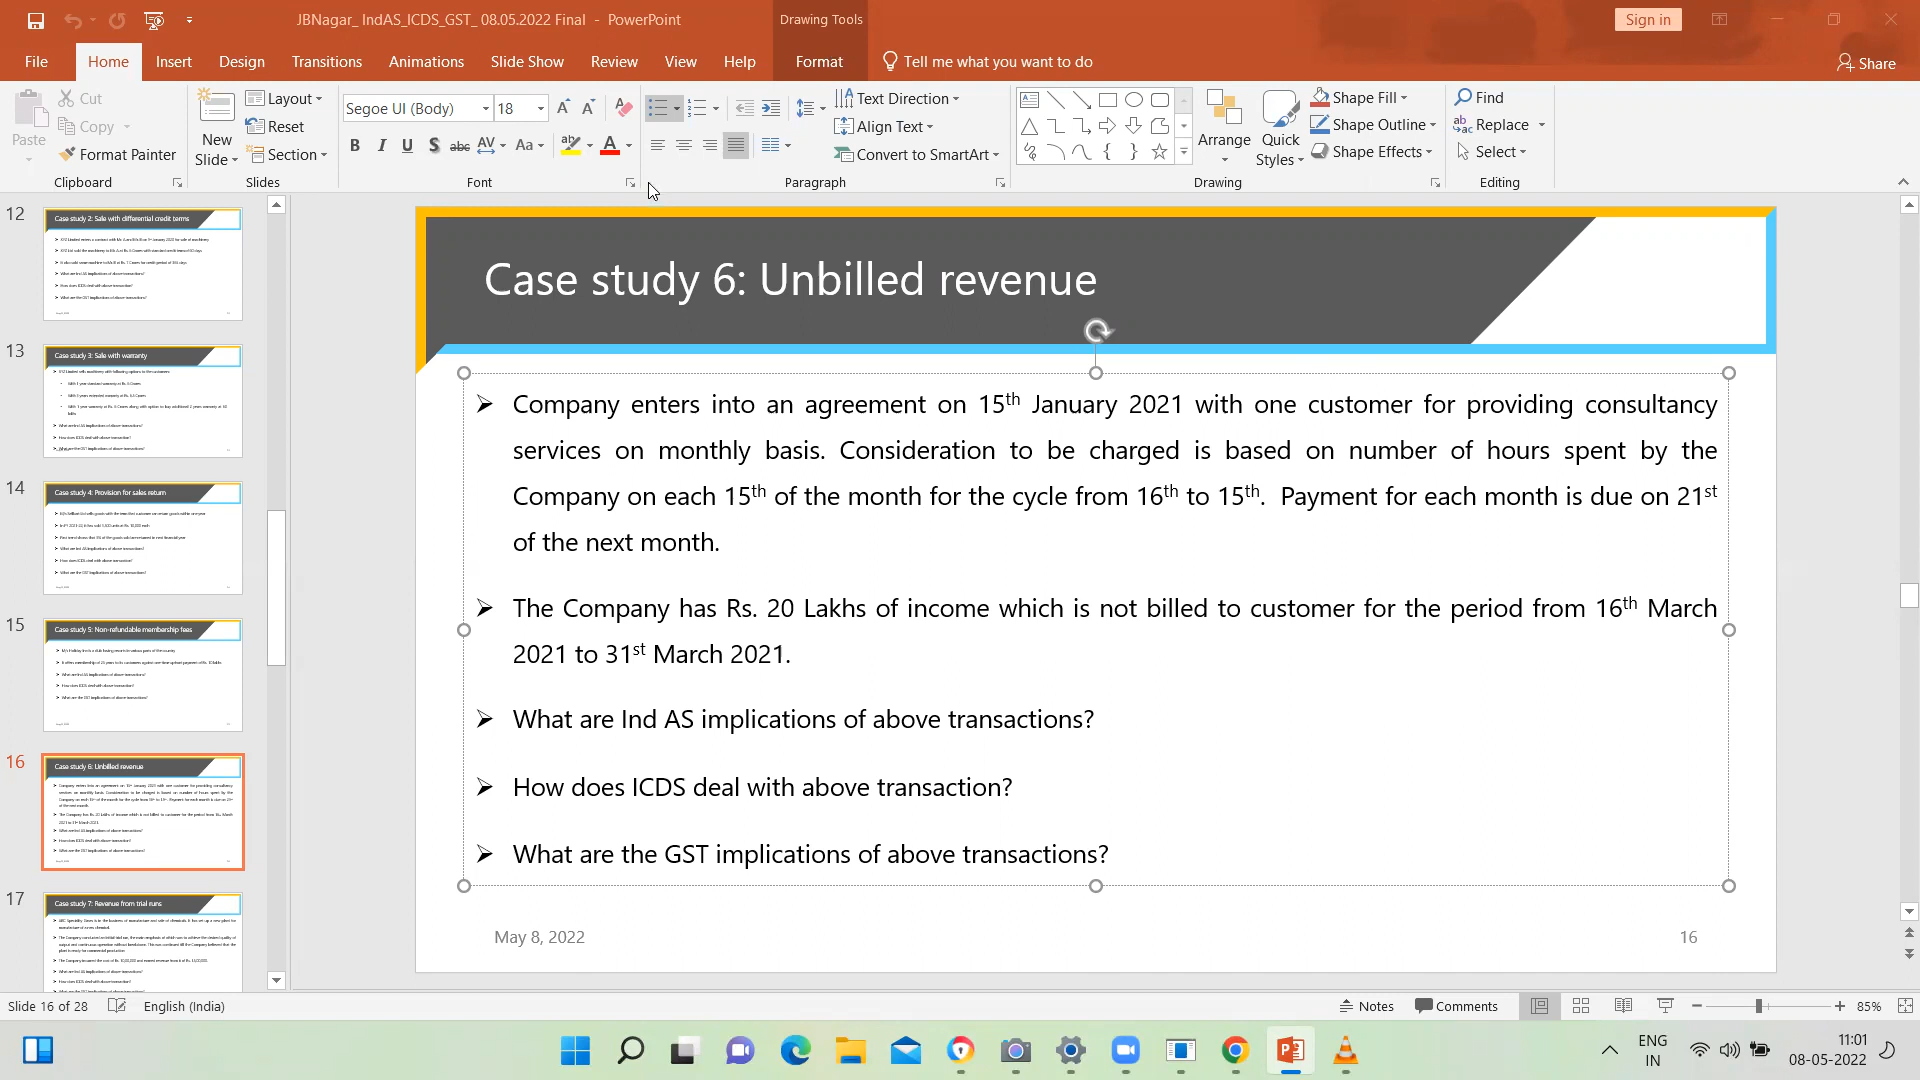 JBNagar_ IndAS_ICDS_GST_ 08.05.2022 Final - PowerPoint
Drawing Tools
Sign in
File Home Insert Design Transitions Animations Slide Show Review View Help Format Tell me what you want to do Share
Paste
Cut
Copy
Format Painter
Clipboard
New Slide
Layout
Reset
Section
Slides
Segoe UI (Body) 18
Font
Text Direction
Align Text
Convert to SmartArt
Paragraph
Arrange
Quick Styles
Shape Fill
Shape Outline
Shape Effects
Drawing
Find
Replace
Select
Editing
12
Case study 2: Sale with differential credit terms
13
Case study 3: Sale with warranty
14
Case study 4: Provision for sales return
15
Case study 5: Non-refundable membership fees
16
Case study 6: Unbilled revenue
17
Case study 7: Revenue from trial runs
Case study 6: Unbilled revenue
➢ Company enters into an agreement on 15th January 2021 with one customer for providing consultancy
services on monthly basis. Consideration to be charged is based on number of hours spent by the
Company on each 15th of the month for the cycle from 16th to 15th. Payment for each month is due on 21st
of the next month.
➢ The Company has Rs. 20 Lakhs of income which is not billed to customer for the period from 16th March
2021 to 31st March 2021.
➢ What are Ind AS implications of above transactions?
➢ How does ICDS deal with above transaction?
➢ What are the GST implications of above transactions?
May 8, 2022
16
Slide 16 of 28 English (India) Notes Comments 85%
ENG
IN
11:01
08-05-2022